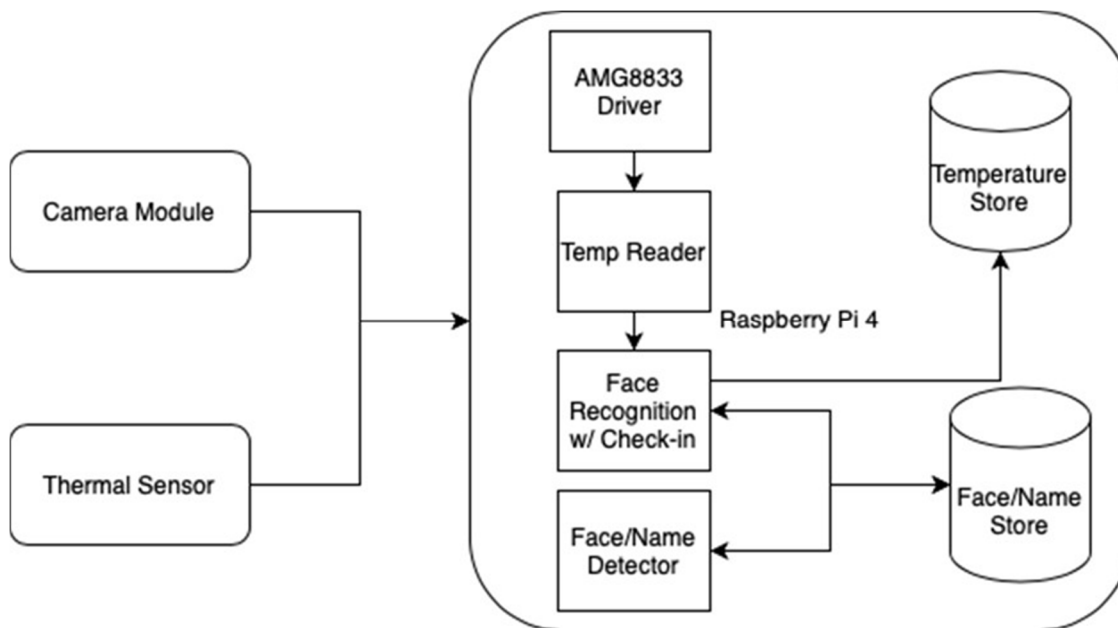 Camera Module
Thermal Sensor
AMG8833
Driver
Temp Reader
Raspberry Pi 4
Face
Recognition
w/ Check-in
Face/Name
Detector
Temperature
Store
Face/Name
Store